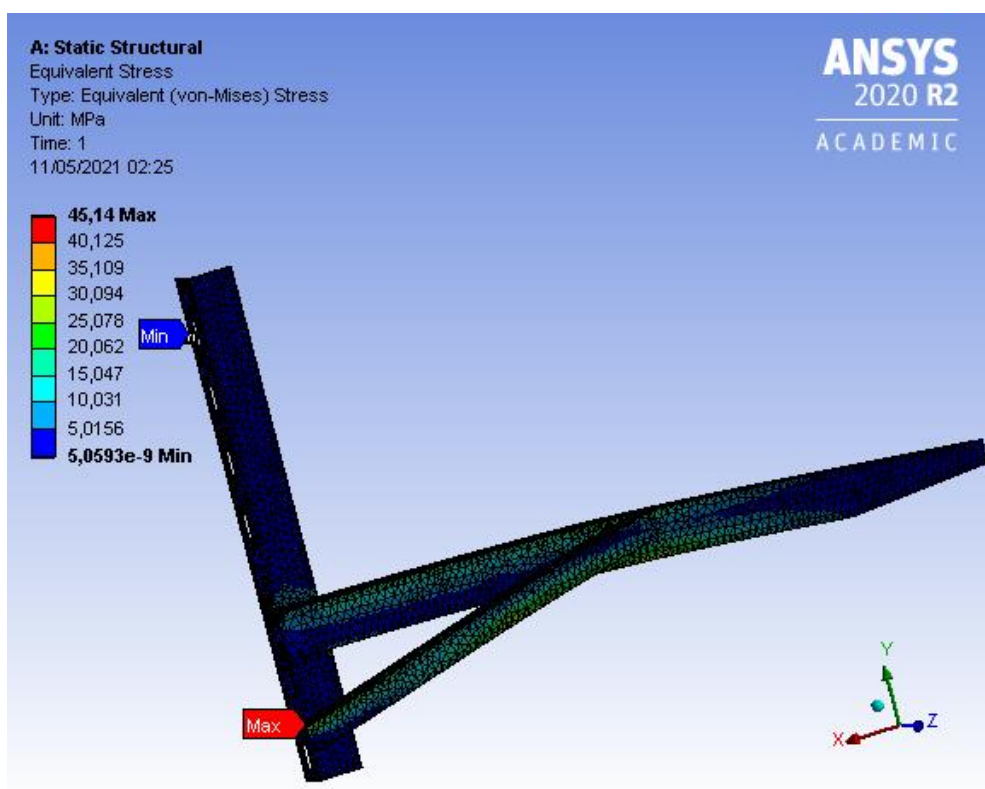 A: Static Structural
Equivalent Stress
Type: Equivalent (von-Mises) Stress
Unit: MPa
Time: 1
11/05/2021 02:25
ANSYS
2020 R2
ACADEMIC
45,14 Max
40,125
35,109
30,094
25,078
20,062
15,047
10,031
5,0156
5,0593e-9 Min
Min
Max
Y
X
Z